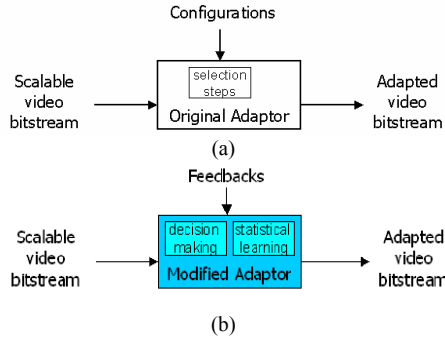 Configurations
Scalable
video
bitstream
selection
steps
Original Adaptor
Adapted
video
bitstream
(a)
Feedbacks
Scalable
video
bitstream
decision
making
statistical
learning
Modified Adaptor
Adapted
video
bitstream
(b)